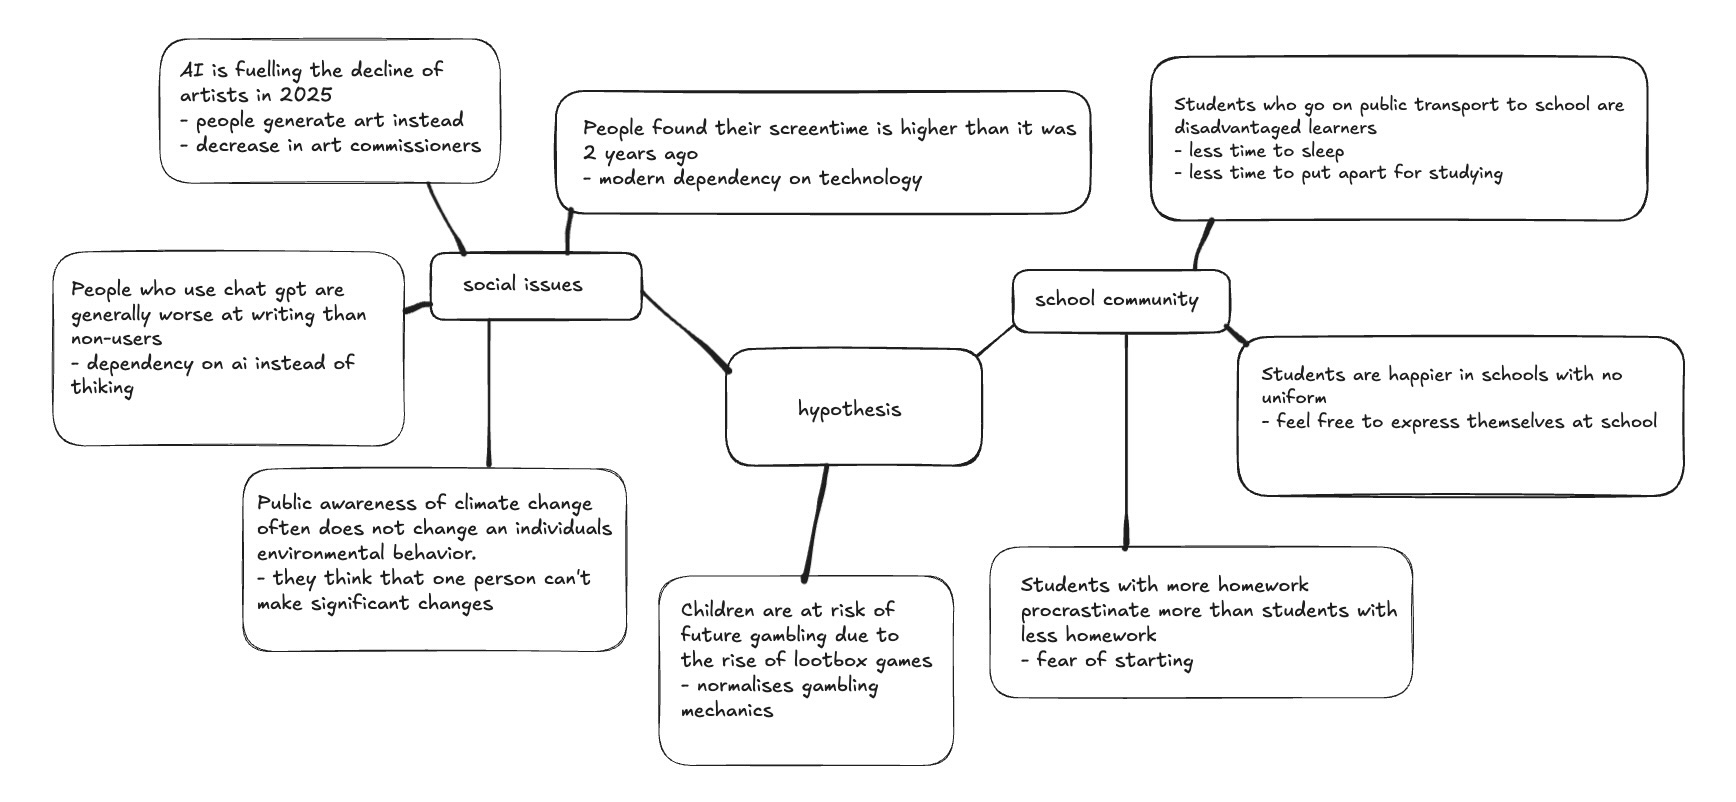 AI is fuelling the decline of
artists in 2025
- people generate art instead
- decrease in art commissioners
People found their screentime is higher than it was
2 years ago
- modern dependency on technology
Students who go on public transport to school are
disadvantaged learners
- less time to sleep
- less time to put apart for studying
social issues
school community
People who use chat gpt are
generally worse at writing than
non-users
- dependency on ai instead of
thiking
hypothesis
Students are happier in schools with no
uniform
- feel free to express themselves at school
Public awareness of climate change
often does not change an individuals
environmental behavior.
- they think that one person can't
make significant changes
Children are at risk of
future gambling due to
the rise of lootbox games
- normalises gambling
mechanics
Students with more homework
procrastinate more than students with
less homework
- fear of starting